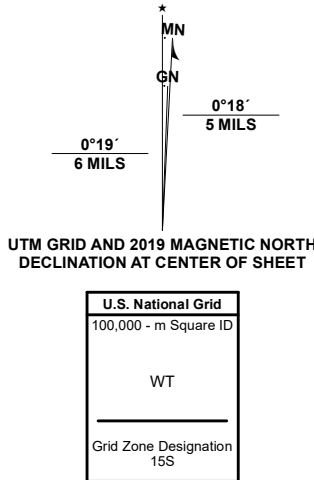 ★
MN
GN
0°18´
5 MILS
0°19´
6 MILS
UTM GRID AND 2019 MAGNETIC NORTH
DECLINATION AT CENTER OF SHEET
U.S. National Grid
100,000 - m Square ID
WT
Grid Zone Designation
15S